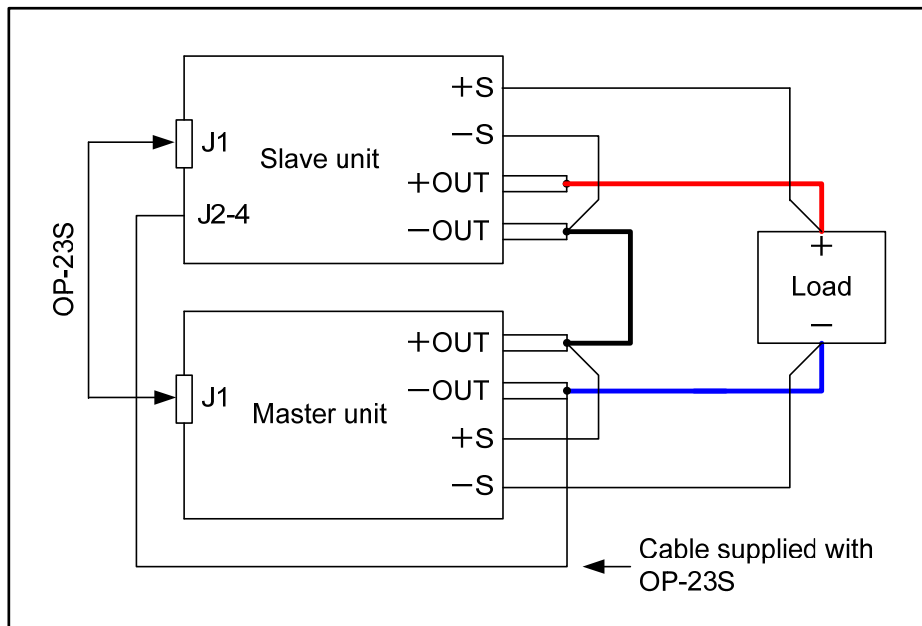 +S
−S
J1
Slave unit
+OUT
J2-4
−OUT
+
Load
−
OP-23S
+OUT
−OUT
J1
Master unit
+S
−S
Cable supplied with
OP-23S